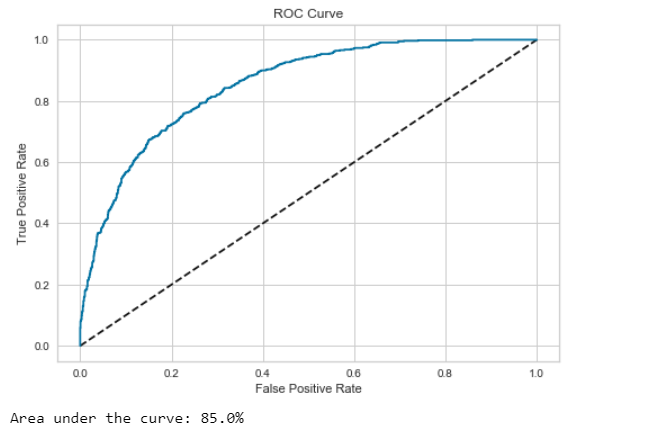 ROC Curve
1.0
0.8
0.6
0.4
0.2
0.0
True Positive Rate
0.0 0.2 0.4 0.6 0.8 1.0
False Positive Rate
Area under the curve: 85.0%